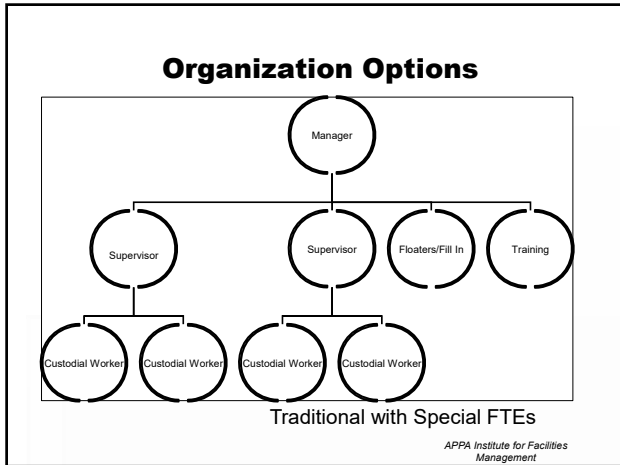 Organization Options
Manager
Supervisor
Supervisor
Floaters/Fill In
Training
Custodial Worker
Custodial Worker
Custodial Worker
Custodial Worker
Traditional with Special FTEs
APPA Institute for Facilities
Management